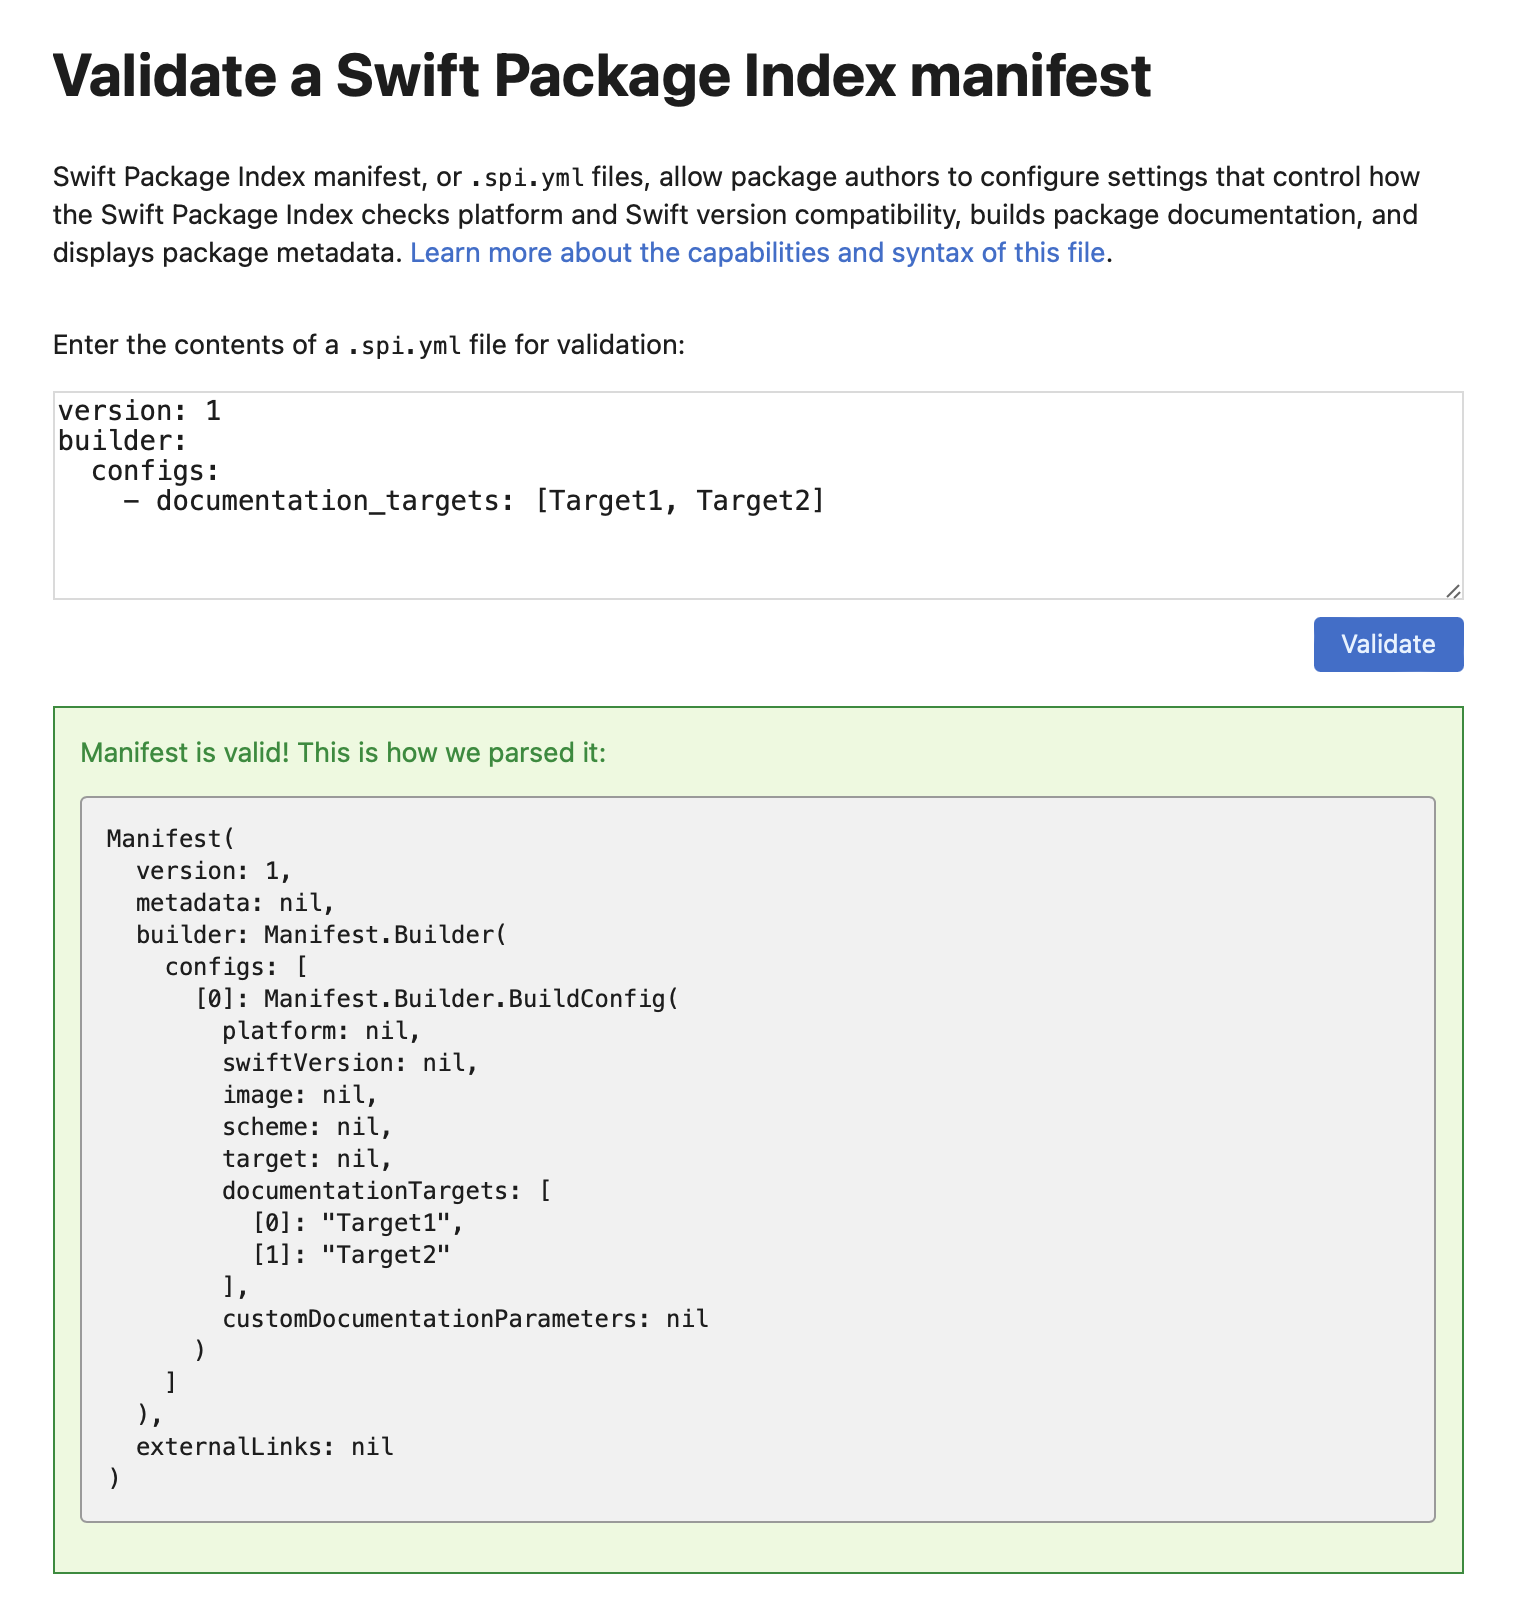 Validate a Swift Package Index manifest
Swift Package Index manifest, or .spi.yml files, allow package authors to configure settings that control how
the Swift Package Index checks platform and Swift version compatibility, builds package documentation, and
displays package metadata. Learn more about the capabilities and syntax of this file.
Enter the contents of a .spi.yml file for validation:
version: 1
builder:
  configs:
    - documentation_targets: [Target1, Target2]
Validate
Manifest is valid! This is how we parsed it:
Manifest(
  version: 1,
  metadata: nil,
  builder: Manifest.Builder(
    configs: [
      [0]: Manifest.Builder.BuildConfig(
        platform: nil,
        swiftVersion: nil,
        image: nil,
        scheme: nil,
        target: nil,
        documentationTargets: [
          [0]: "Target1",
          [1]: "Target2"
        ],
        customDocumentationParameters: nil
      )
    ]
  ),
  externalLinks: nil
)